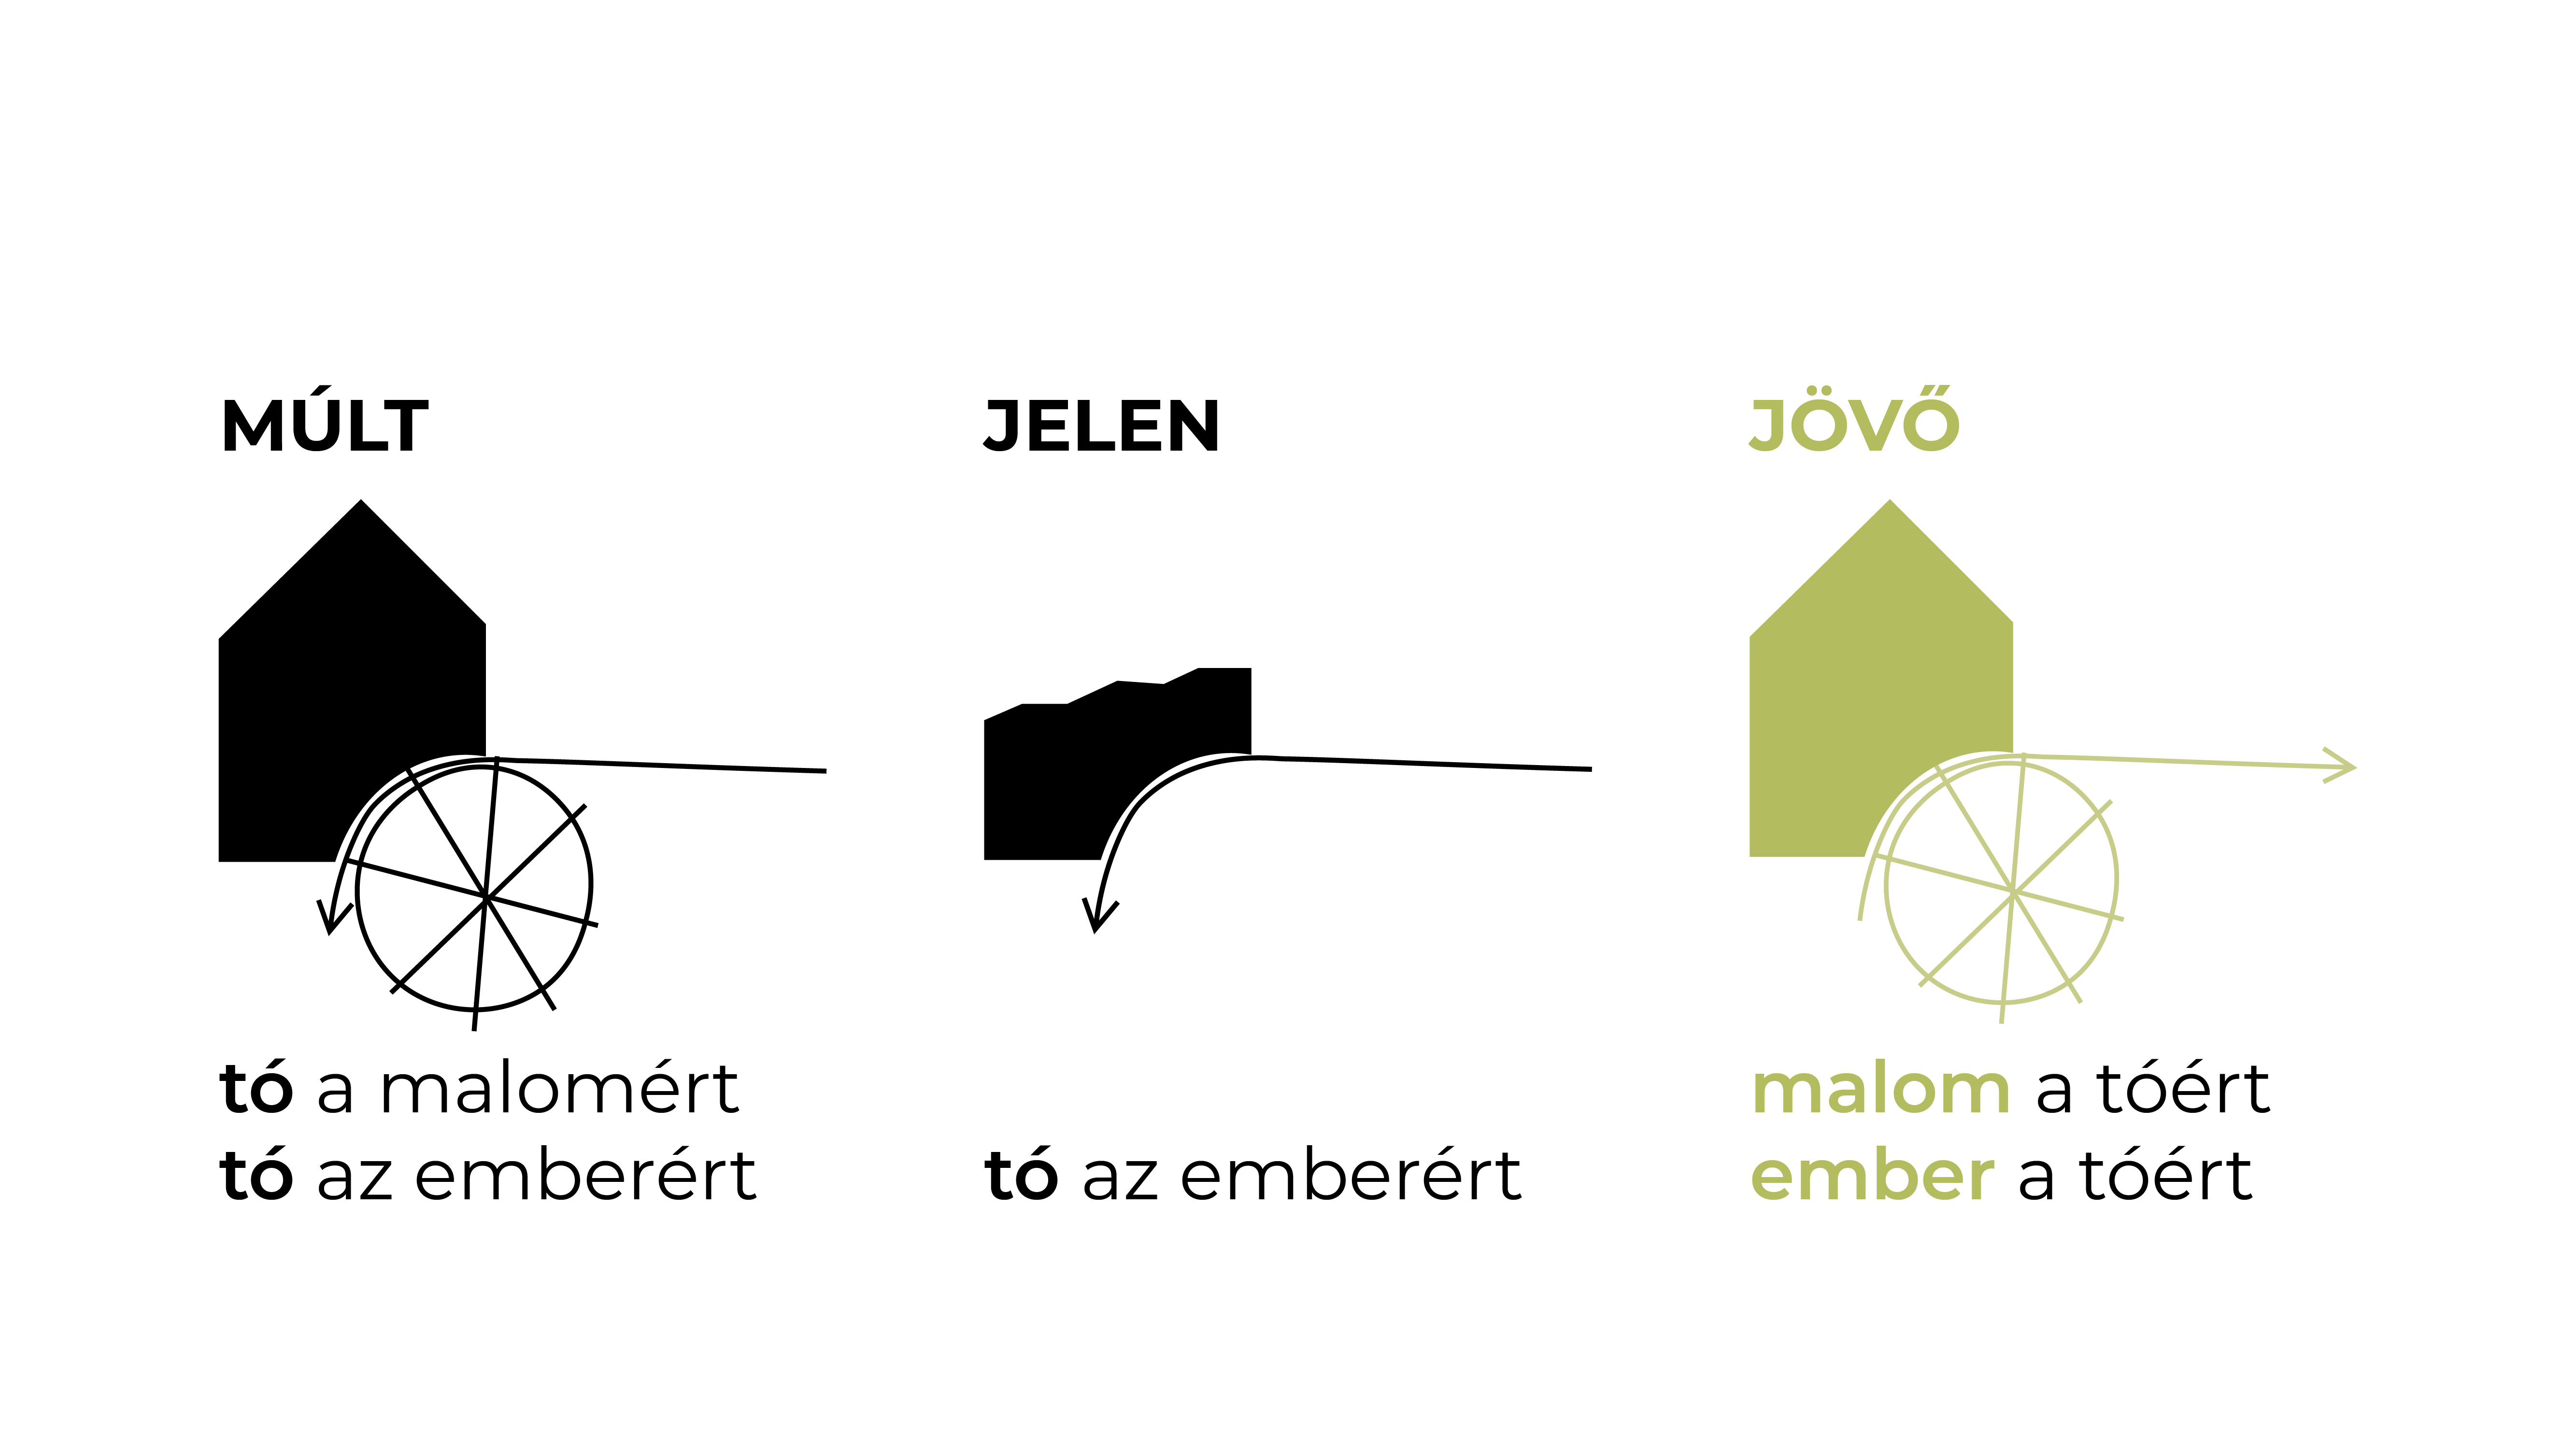 MÚLT
tó a malomért
tó az emberért
JELEN
tó az emberért
JÖVŐ
malom a tóért
ember a tóért